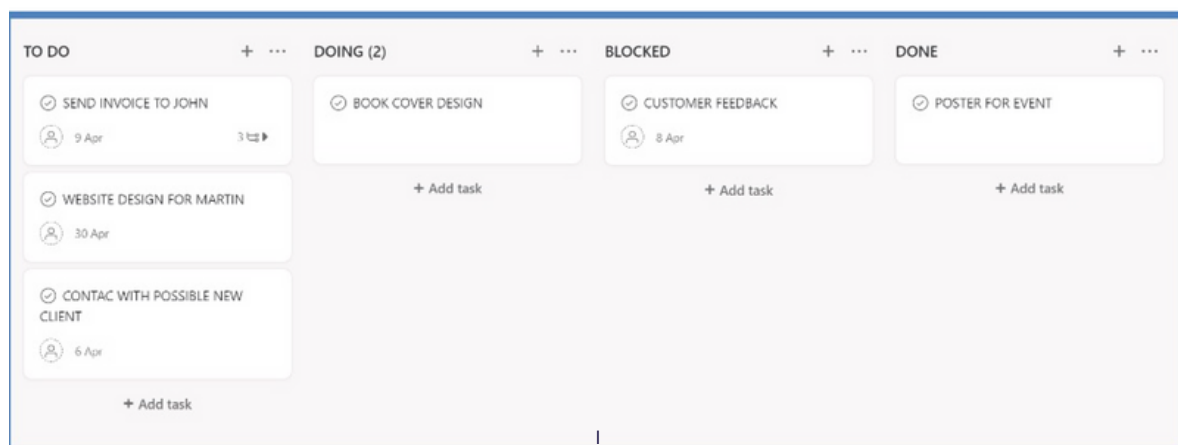 TO DO + ...
SEND INVOICE TO JOHN
9 Apr 3
WEBSITE DESIGN FOR MARTIN
30 Apr
CONTAC WITH POSSIBLE NEW
CLIENT
6 Apr
+ Add task
DOING (2) + ...
BOOK COVER DESIGN
+ Add task
BLOCKED + ...
CUSTOMER FEEDBACK
8 Apr
+ Add task
DONE + ...
POSTER FOR EVENT
+ Add task